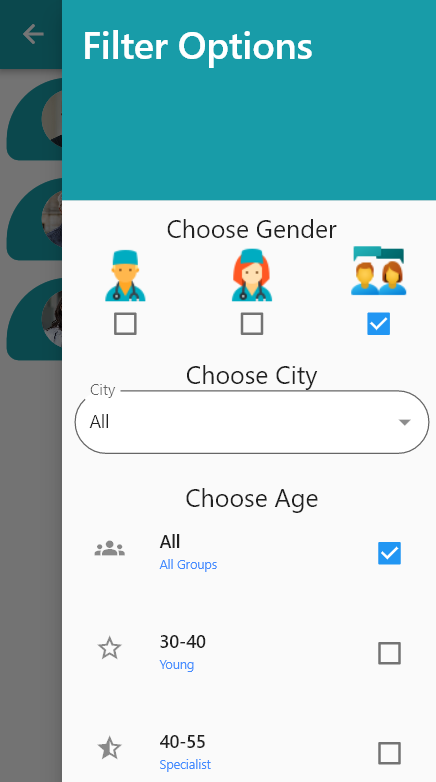 Filter Options
Choose Gender
Choose City
City
All
Choose Age
All
All Groups
30-40
Young
40-55
Specialist